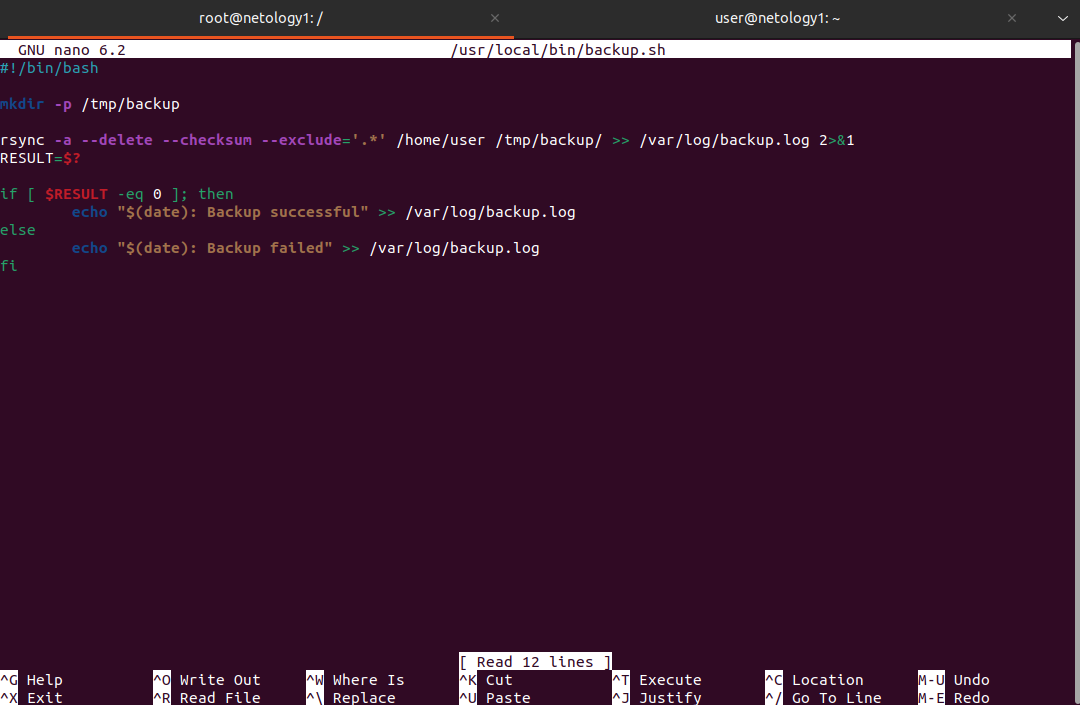 root@netology1: /
user@netology1: ~
GNU nano 6.2 /usr/local/bin/backup.sh
#!/bin/bash
mkdir -p /tmp/backup
rsync -a --delete --checksum --exclude='.*' /home/user /tmp/backup/ >> /var/log/backup.log 2>&1
RESULT=$?
if [ $RESULT -eq 0 ]; then
        echo "$(date): Backup successful" >> /var/log/backup.log
else
        echo "$(date): Backup failed" >> /var/log/backup.log
fi
[ Read 12 lines ]
^G Help ^O Write Out ^W Where Is ^K Cut ^T Execute ^C Location M-U Undo
^X Exit ^R Read File ^\ Replace ^U Paste ^J Justify ^/ Go To Line M-E Redo